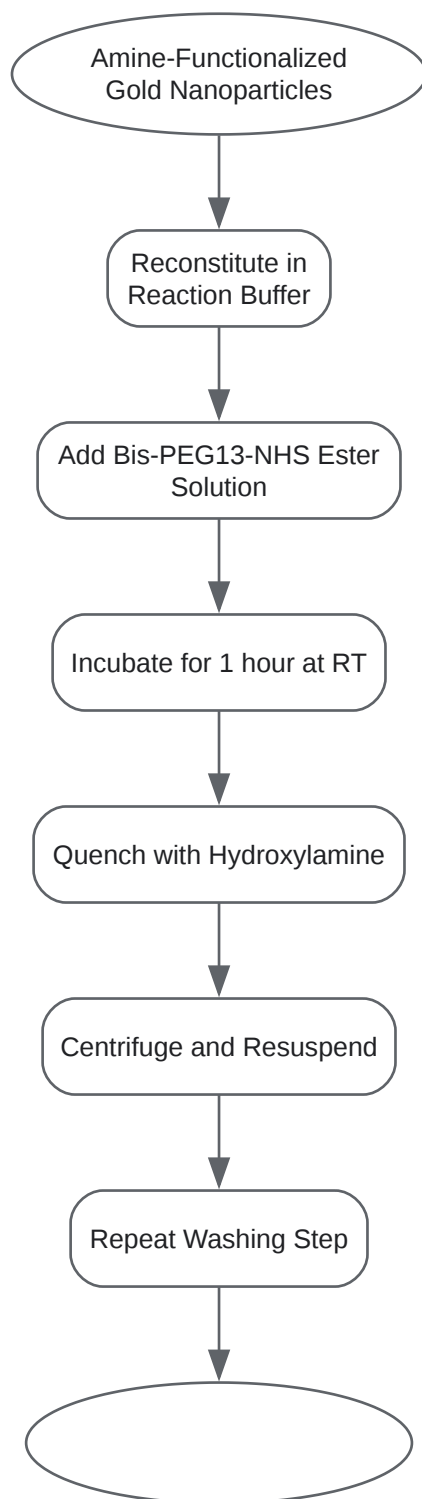 Amine-Functionalized
Gold Nanoparticles
Reconstitute in
Reaction Buffer
Add Bis-PEG13-NHS Ester
Solution
Incubate for 1 hour at RT
Quench with Hydroxylamine
Centrifuge and Resuspend
Repeat Washing Step